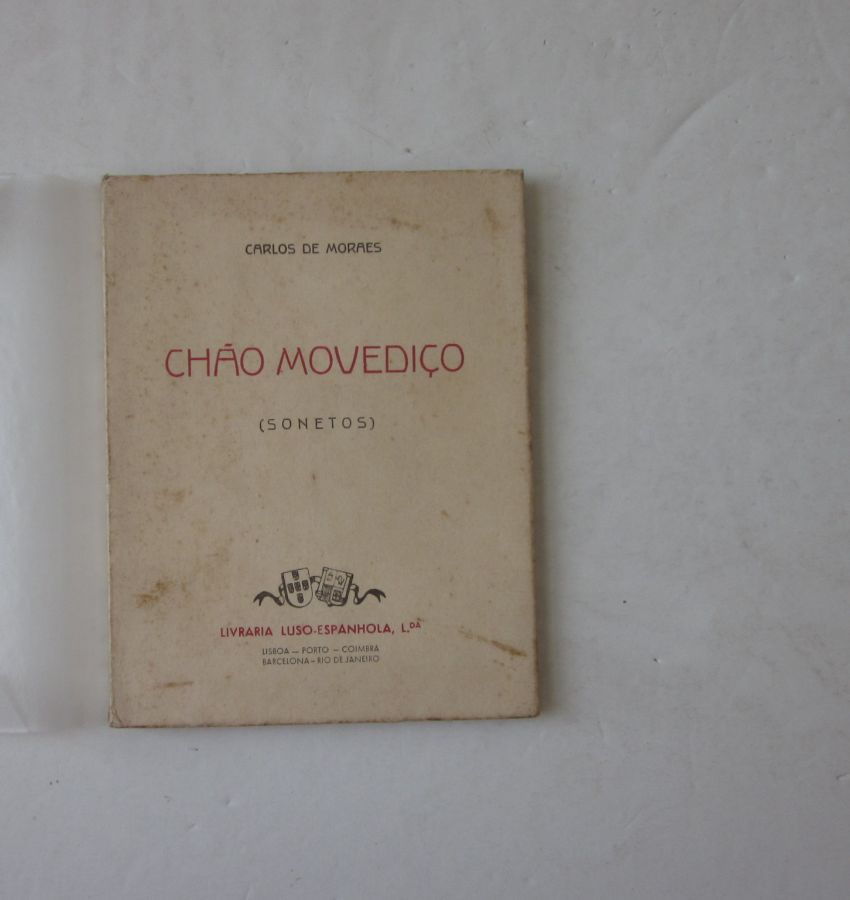 CARLOS DE MORAES
CHÃO MOVEDIÇO
(SONETOS)
LIVRARIA LUSO-ESPANHOLA, L.DA
LISBOA — PORTO — COIMBRA
BARCELONA — RIO DE JANEIRO